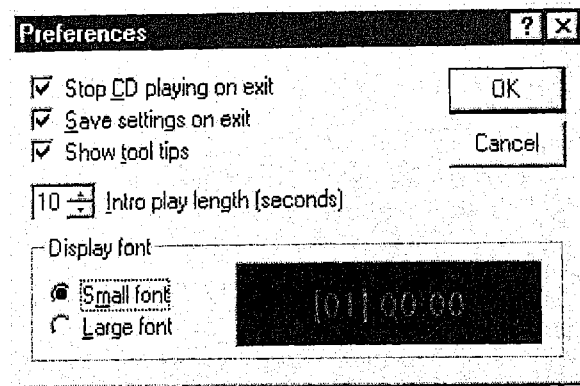 Preferences
Stop CD playing on exit
Save settings on exit
Show tool tips
OK
Cancel
10 Intro play length (seconds)
Display font
Small font
Large font
[01] 00:00